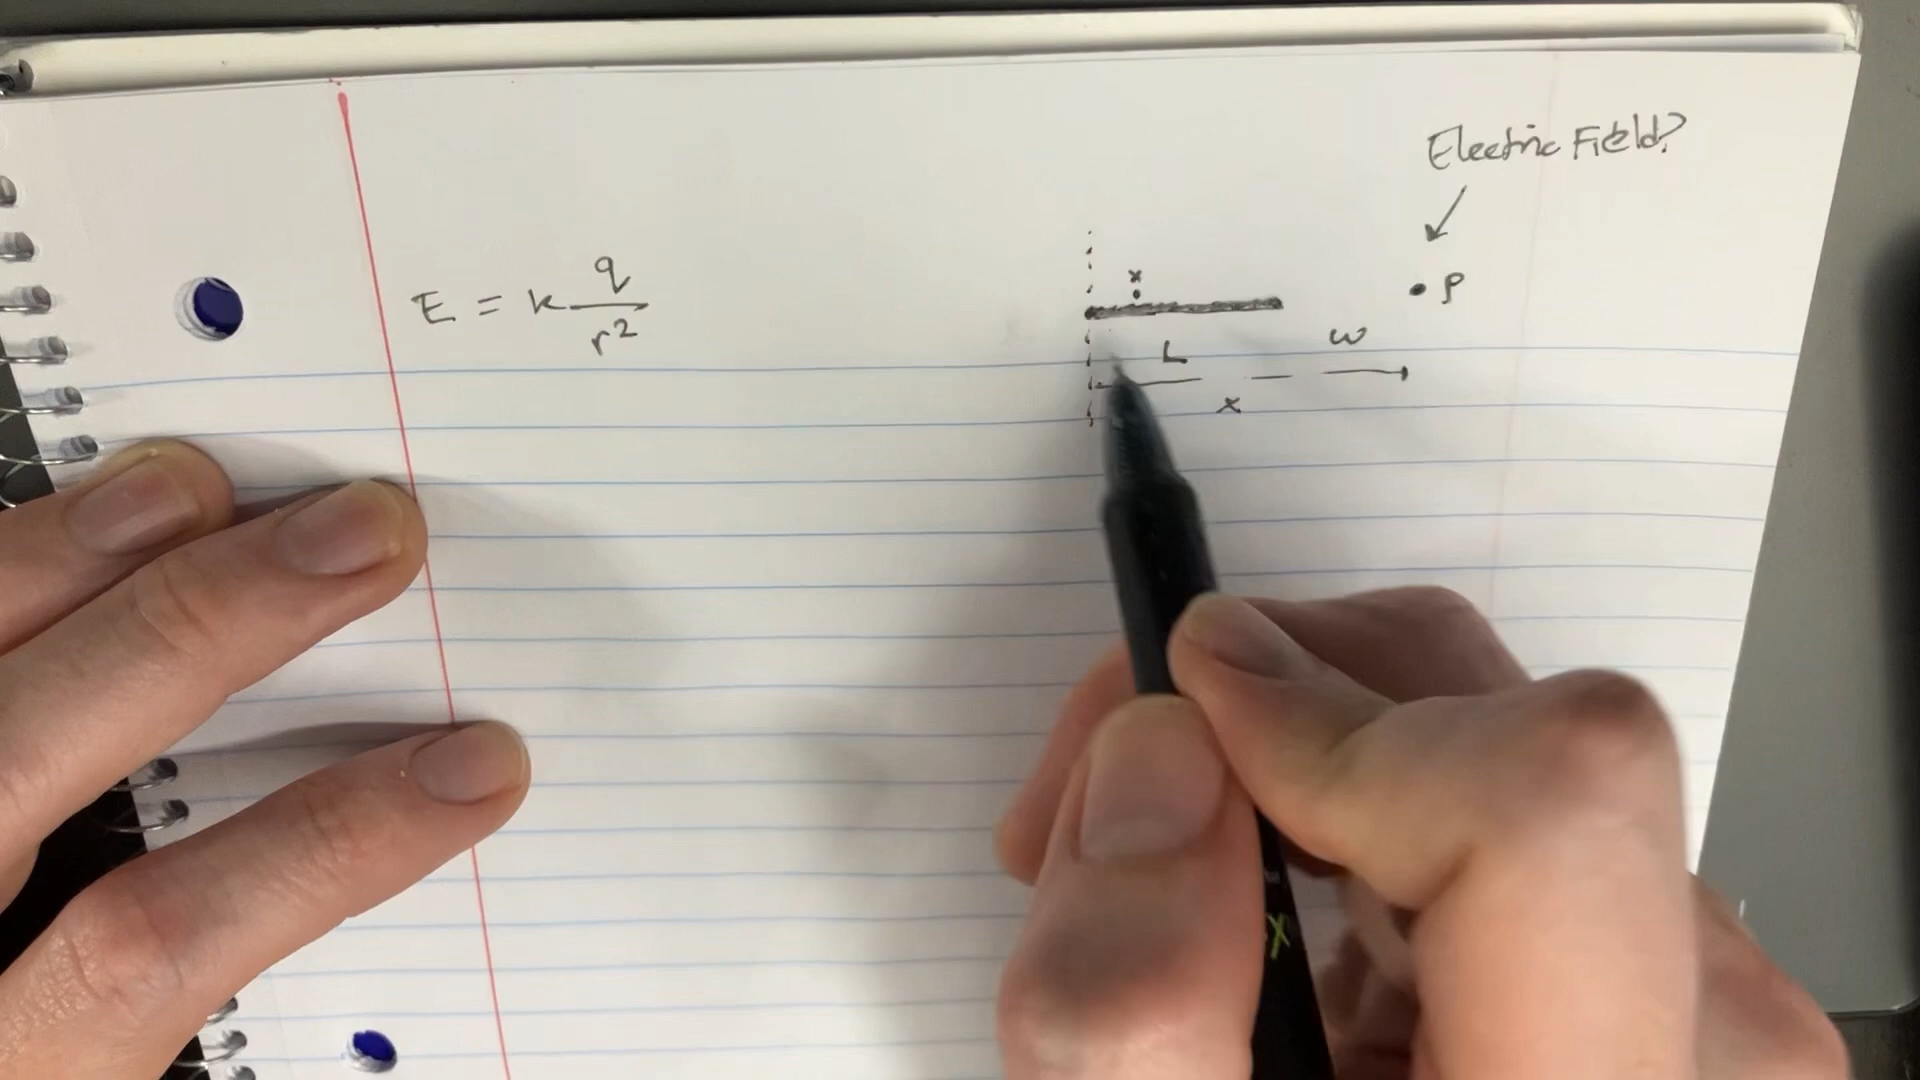 Electric Field?
E = k q/r²
x
P
L
w
x
X